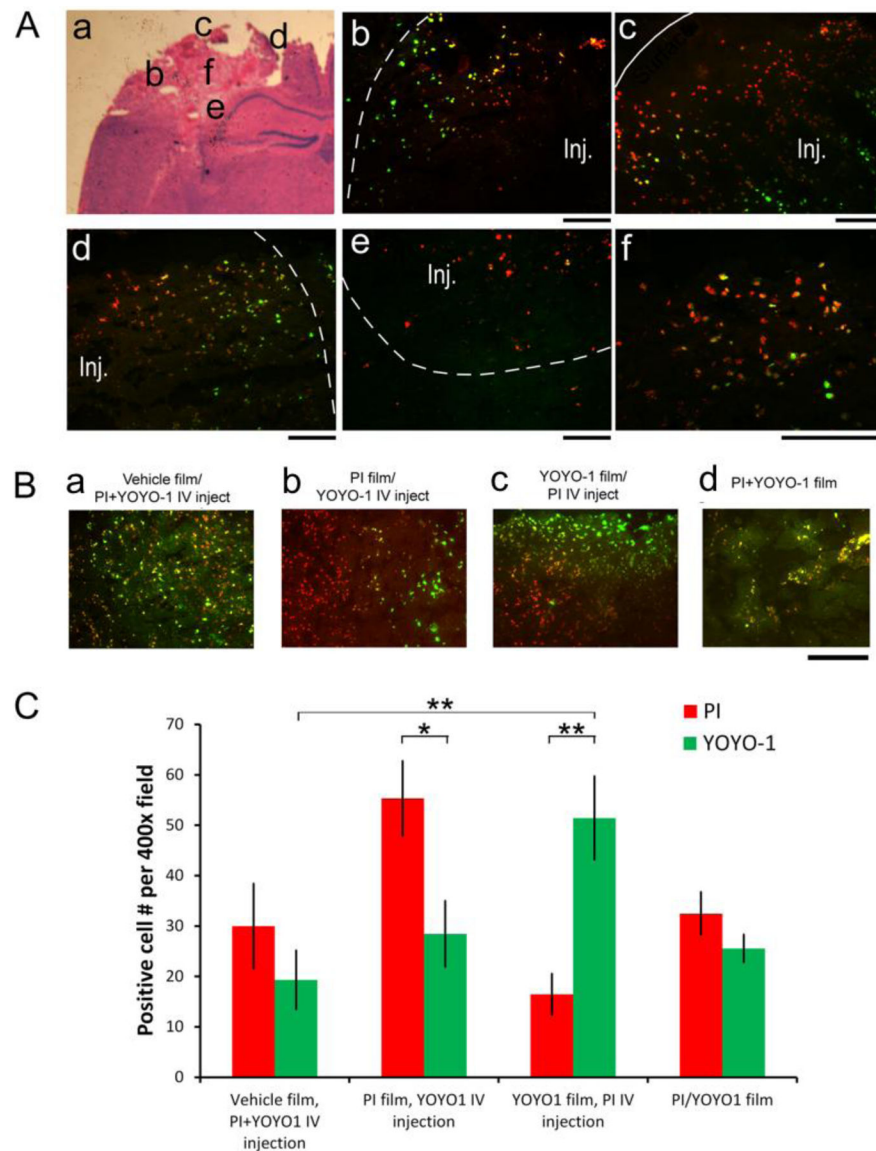 A
a
b
c
d
e
f
b
Inj.
c
Inj.
d
Inj.
e
Inj.
f
B
a
Vehicle film/
PI+YOYO-1 IV inject
b
PI film/
YOYO-1 IV inject
c
YOYO-1 film/
PI IV inject
d
PI+YOYO-1 film
C
**
*
**
PI
YOYO-1
Positive cell # per 400x field
70
60
50
40
30
20
10
0
Vehicle film,
PI+YOYO1 IV
injection
PI film, YOYO1 IV
injection
YOYO1 film, PI IV
injection
PI/YOYO1 film